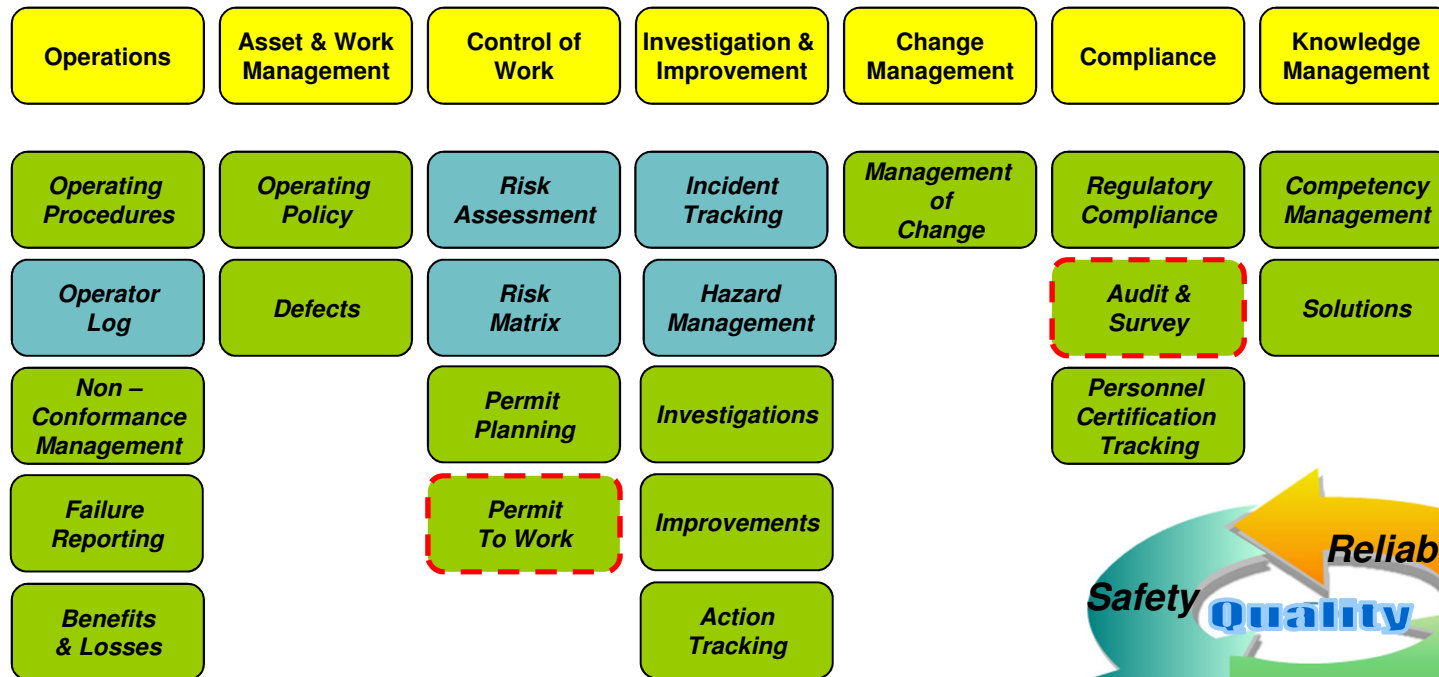 Operations
Asset & Work
Management
Control of
Work
Investigation &
Improvement
Change
Management
Compliance
Knowledge
Management
Operating
Procedures
Operating
Policy
Risk
Assessment
Incident
Tracking
Management
of
Change
Regulatory
Compliance
Competency
Management
Operator
Log
Defects
Risk
Matrix
Hazard
Management
Audit &
Survey
Solutions
Non –
Conformance
Management
Permit
Planning
Investigations
Personnel
Certification
Tracking
Failure
Reporting
Permit
To Work
Improvements
Benefits
& Losses
Action
Tracking
Reliab
Safety
Quality